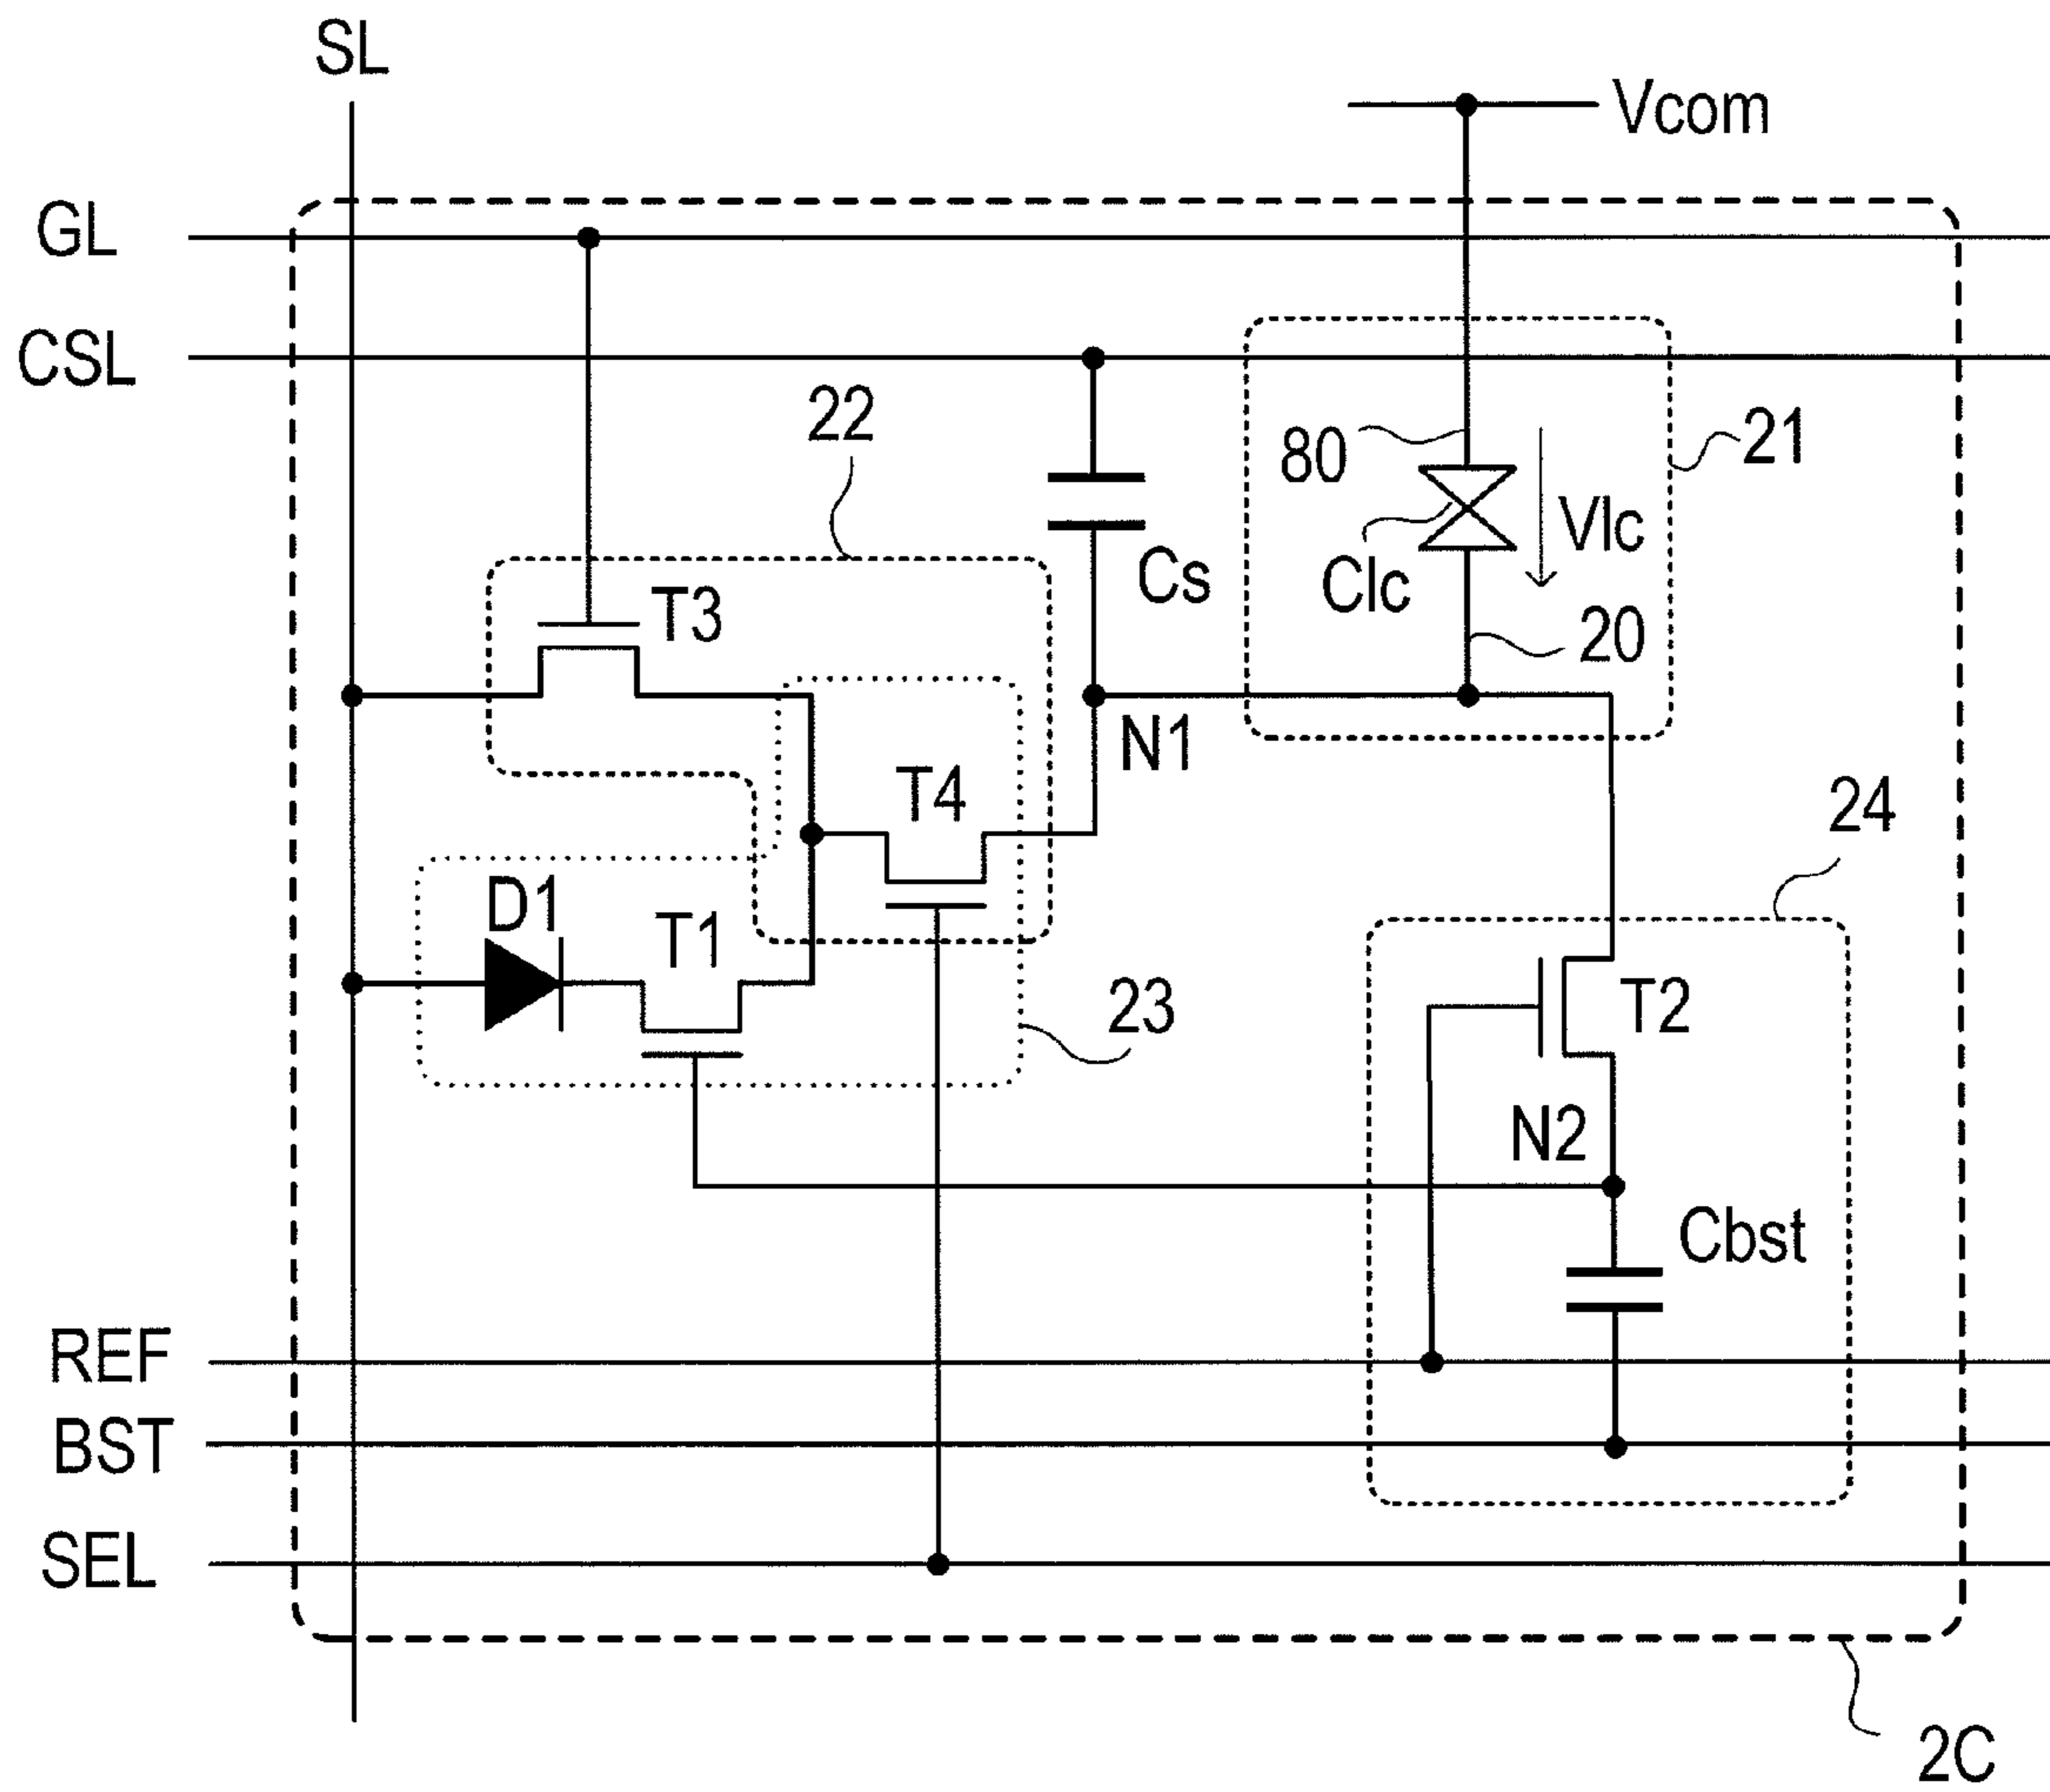 SL
Vcom
GL
CSL
22
80
21
Vlc
Cs
Clc
20
T3
N1
T4
24
D1
T1
23
T2
N2
Cbst
REF
BST
SEL
2C